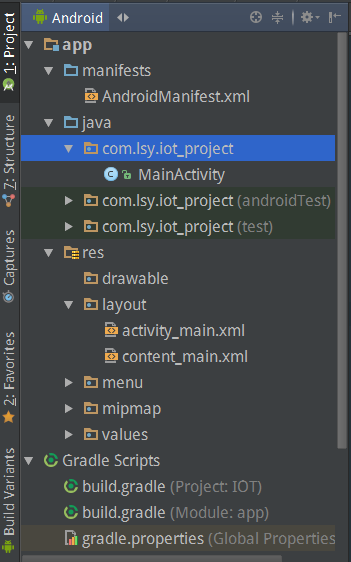 Android
1: Project
app
manifests
AndroidManifest.xml
java
com.lsy.iot_project
MainActivity
com.lsy.iot_project (androidTest)
com.lsy.iot_project (test)
res
drawable
layout
activity_main.xml
content_main.xml
menu
mipmap
values
Gradle Scripts
build.gradle (Project: IOT)
build.gradle (Module: app)
gradle.properties (Global Properties
Z: Structure
Captures
2: Favorites
Build Variants